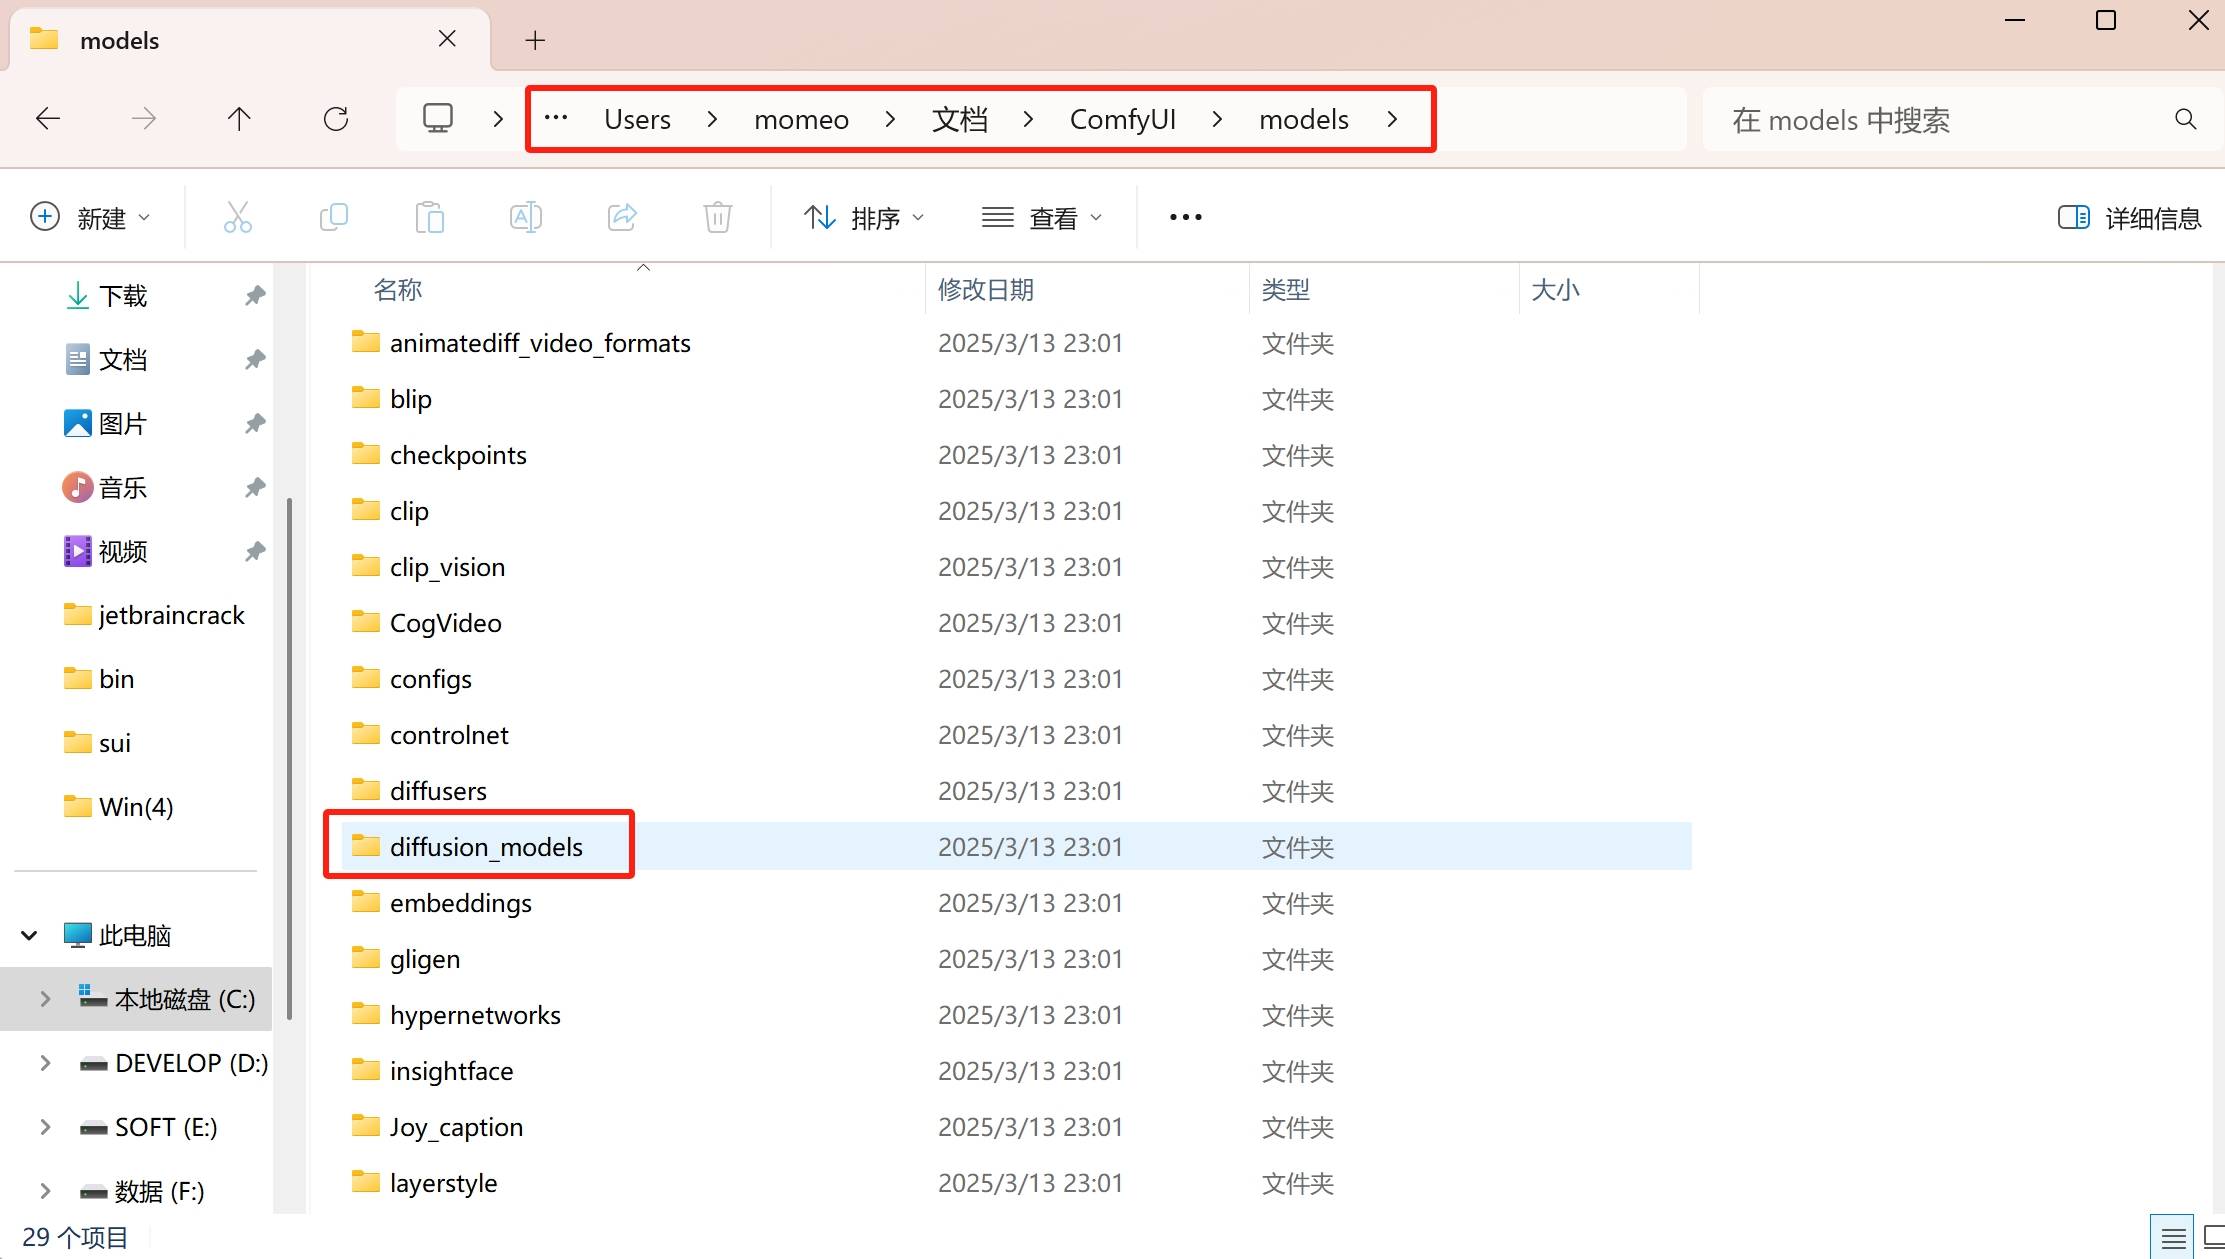 models
Users
momeo
文档
ComfyUI
models
在 models 中搜索
新建
排序
查看
详细信息
下载
文档
图片
音乐
视频
jetbraincrack
bin
sui
Win(4)
此电脑
本地磁盘 (C:)
DEVELOP (D:)
SOFT (E:)
数据 (F:)
名称 修改日期 类型 大小
animatediff_video_formats 2025/3/13 23:01 文件夹
blip 2025/3/13 23:01 文件夹
checkpoints 2025/3/13 23:01 文件夹
clip 2025/3/13 23:01 文件夹
clip_vision 2025/3/13 23:01 文件夹
CogVideo 2025/3/13 23:01 文件夹
configs 2025/3/13 23:01 文件夹
controlnet 2025/3/13 23:01 文件夹
diffusers 2025/3/13 23:01 文件夹
diffusion_models 2025/3/13 23:01 文件夹
embeddings 2025/3/13 23:01 文件夹
gligen 2025/3/13 23:01 文件夹
hypernetworks 2025/3/13 23:01 文件夹
insightface 2025/3/13 23:01 文件夹
Joy_caption 2025/3/13 23:01 文件夹
layerstyle 2025/3/13 23:01 文件夹
29 个项目